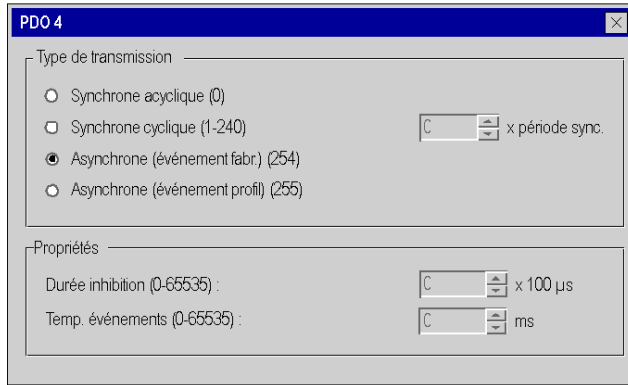 PDO 4
Type de transmission
Synchrone acyclique (0)
Synchrone cyclique (1-240) C x période sync.
Asynchrone (événement fabr.) (254)
Asynchrone (événement profil) (255)
Propriétés
Durée inhibition (0-65535) : C x 100 µs
Temp. événements (0-65535) : C ms